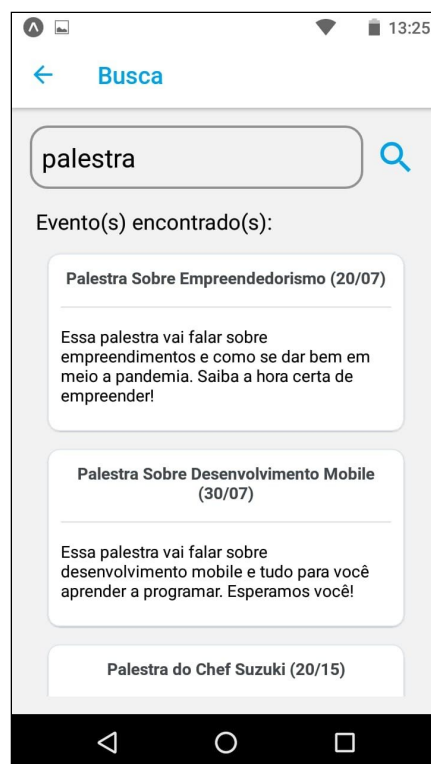 13:25
Busca
palestra
Evento(s) encontrado(s):
Palestra Sobre Empreendedorismo (20/07)
Essa palestra vai falar sobre
empreendimentos e como se dar bem em
meio a pandemia. Saiba a hora certa de
empreender!
Palestra Sobre Desenvolvimento Mobile
(30/07)
Essa palestra vai falar sobre
desenvolvimento mobile e tudo para você
aprender a programar. Esperamos você!
Palestra do Chef Suzuki (20/15)